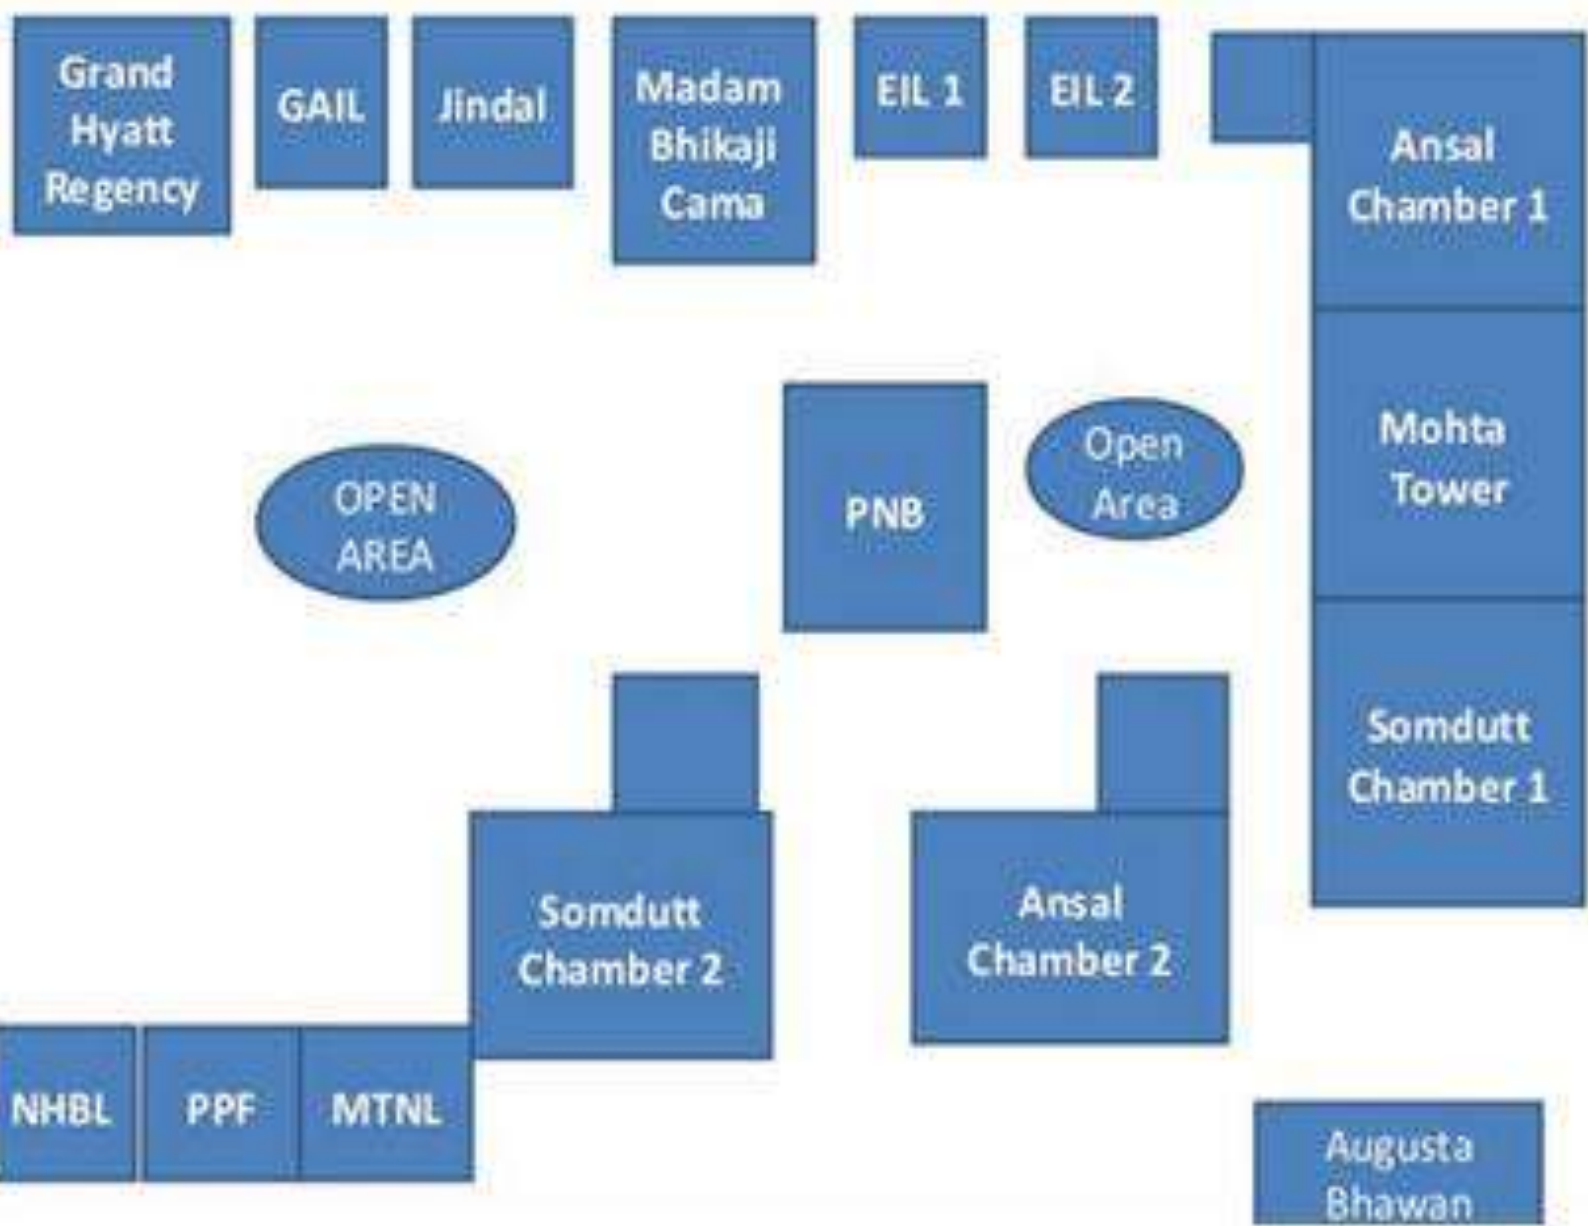 Grand
Hyatt
Regency
GAIL
Jindal
Madam
Bhikaji
Cama
EIL 1
EIL 2
Ansal
Chamber 1
OPEN
AREA
PNB
Open
Area
Mohta
Tower
Somdutt
Chamber 1
Somdutt
Chamber 2
Ansal
Chamber 2
NHBL
PPF
MTNL
Augusta
Bhawan